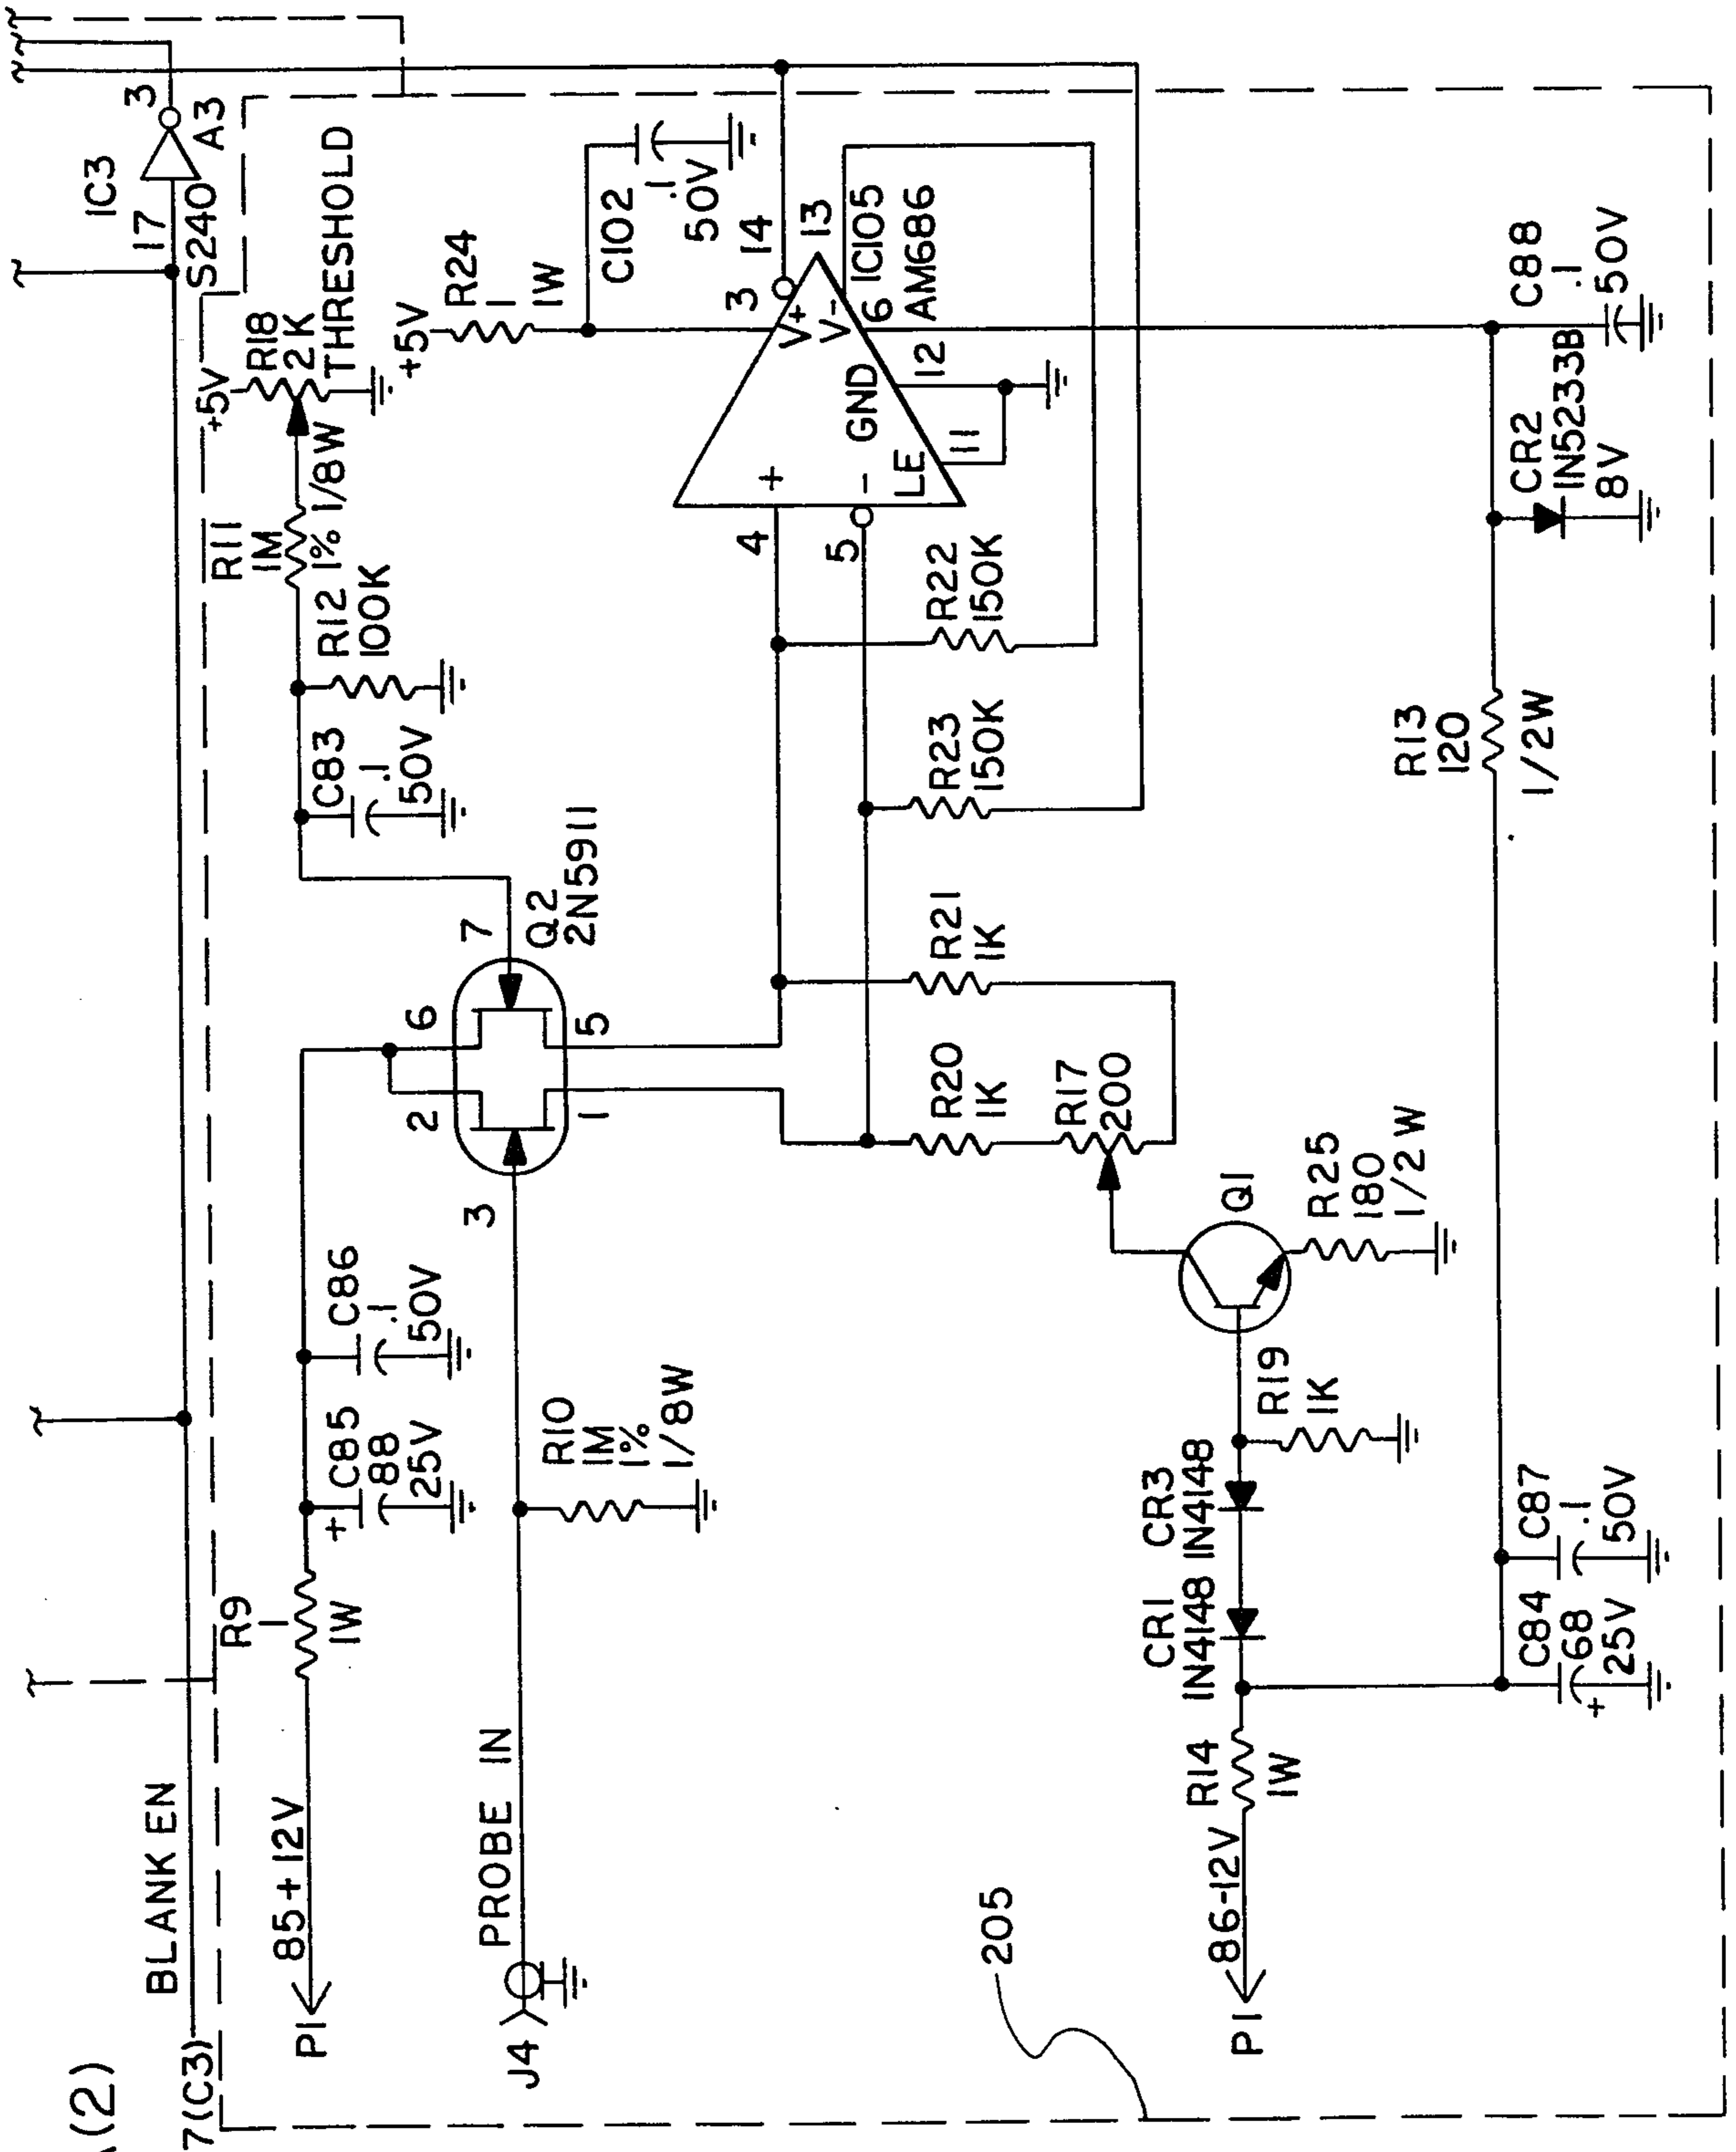 A(2)
7(C3)
BLANK EN
IC3
17
3
S240
A3
P1
85+12V
R9
1
1W
+
C85
88
25V
C86
.1
50V
C83
.1
50V
R12
100K
R11
1M
1% 1/8W
+5V
R18
2K
THRESHOLD
J4
PROBE IN
R10
1M
1%
1/8W
3
2
6
7
1
5
Q2
2N5911
+5V
R24
1
1W
C102
.1
50V
3
14
13
V+
V-
6
IC105
AM686
12
GND
11
LE
+
-
4
5
R22
150K
R23
150K
R21
1K
R20
1K
R17
200
Q1
R25
180
1/2W
R19
1K
CR1
1N4148
CR3
1N4148
205
P1
86-12V
R14
1W
C84
68
25V
+
C87
.1
50V
R13
120
1/2W
CR2
1N5233B
8V
C88
.1
50V